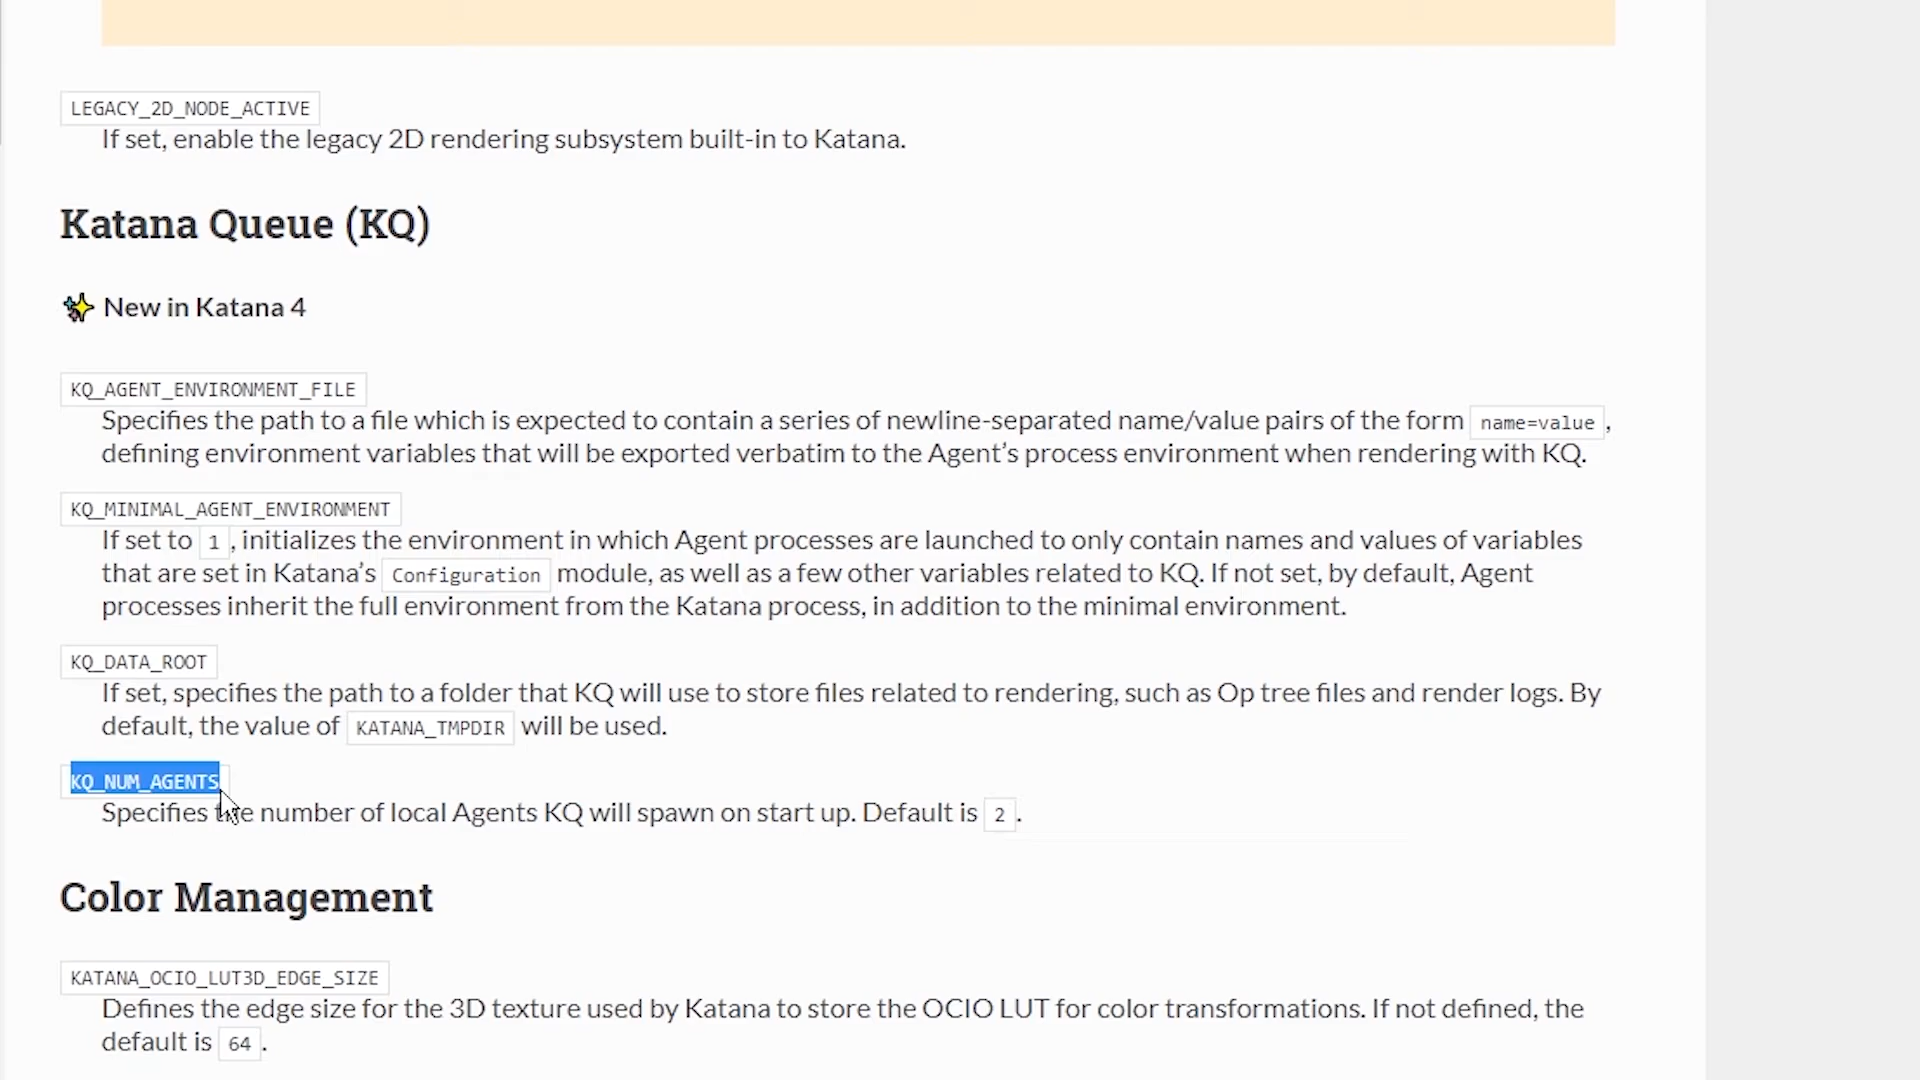 LEGACY_2D_NODE_ACTIVE
If set, enable the legacy 2D rendering subsystem built-in to Katana.
Katana Queue (KQ)
✨ New in Katana 4
KQ_AGENT_ENVIRONMENT_FILE
Specifies the path to a file which is expected to contain a series of newline-separated name/value pairs of the form name=value ,
defining environment variables that will be exported verbatim to the Agent’s process environment when rendering with KQ.
KQ_MINIMAL_AGENT_ENVIRONMENT
If set to 1 , initializes the environment in which Agent processes are launched to only contain names and values of variables
that are set in Katana’s Configuration module, as well as a few other variables related to KQ. If not set, by default, Agent
processes inherit the full environment from the Katana process, in addition to the minimal environment.
KQ_DATA_ROOT
If set, specifies the path to a folder that KQ will use to store files related to rendering, such as Op tree files and render logs. By
default, the value of KATANA_TMPDIR will be used.
KQ_NUM_AGENTS
Specifies the number of local Agents KQ will spawn on start up. Default is 2 .
Color Management
KATANA_OCIO_LUT3D_EDGE_SIZE
Defines the edge size for the 3D texture used by Katana to store the OCIO LUT for color transformations. If not defined, the
default is 64 .